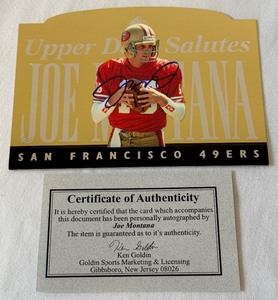 Upper Deck Salutes
JOE MONTANA
SAN FRANCISCO 49ERS
Certificate of Authenticity
It is hereby certified that the card which accompanies
this document has been personally autographed by
Joe Montana
The item is guaranteed as to it's authenticity.
Ken Goldin
Ken Goldin
Goldin Sports Marketing & Licensing
Gibbsboro, New Jersey 08026